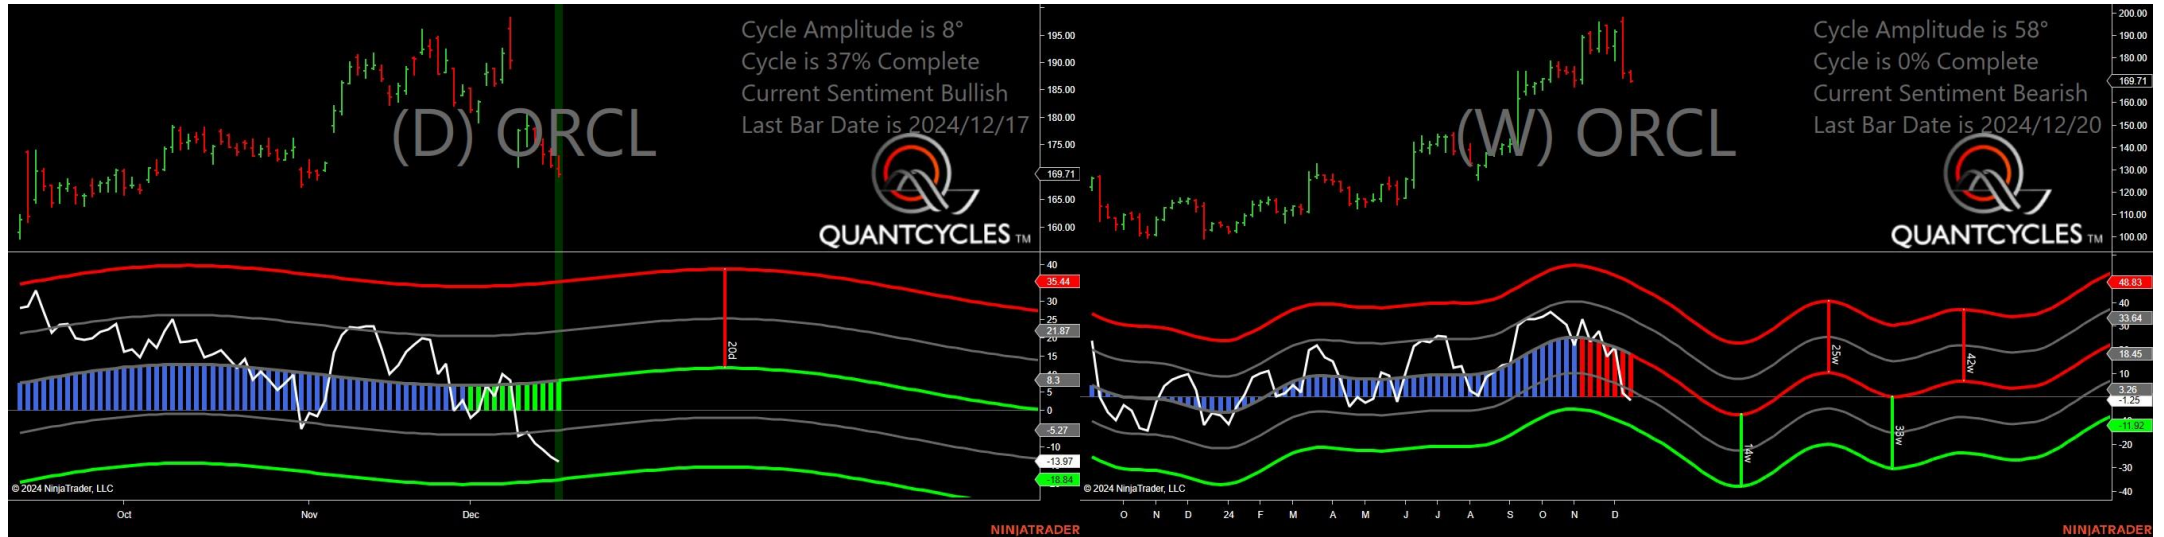 Cycle Amplitude is 8°
Cycle is 37% Complete
Current Sentiment Bullish
Last Bar Date is 2024/12/17
(D) ORCL
QUANTCYCLES TM
195.00
190.00
185.00
180.00
175.00
169.71
165.00
160.00
40
35.44
30
25
21.87
20
15
8.3
5
0
-5.27
-10
-13.97
-18.84
20d
© 2024 NinjaTrader, LLC
Oct
Nov
Dec
NINJATRADER
Cycle Amplitude is 58°
Cycle is 0% Complete
Current Sentiment Bearish
Last Bar Date is 2024/12/20
(W) ORCL
QUANTCYCLES TM
200.00
190.00
180.00
169.71
160.00
150.00
140.00
130.00
120.00
110.00
100.00
48.83
40
33.64
30
18.45
10
3.26
-1.25
-11.92
-20
-30
-40
14w
25w
38w
42w
© 2024 NinjaTrader, LLC
O N D 24 F M A M J J A S O N D
NINJATRADER